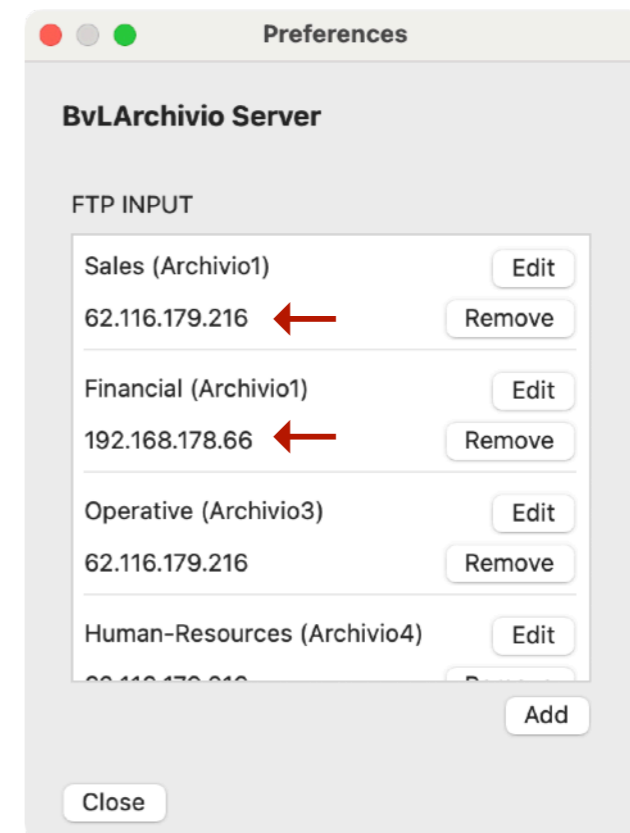 Preferences
BvLArchivio Server
FTP INPUT
Sales (Archivio1)
Edit
62.116.179.216
Remove
Financial (Archivio1)
Edit
192.168.178.66
Remove
Operative (Archivio3)
Edit
62.116.179.216
Remove
Human-Resources (Archivio4)
Edit
Add
Close